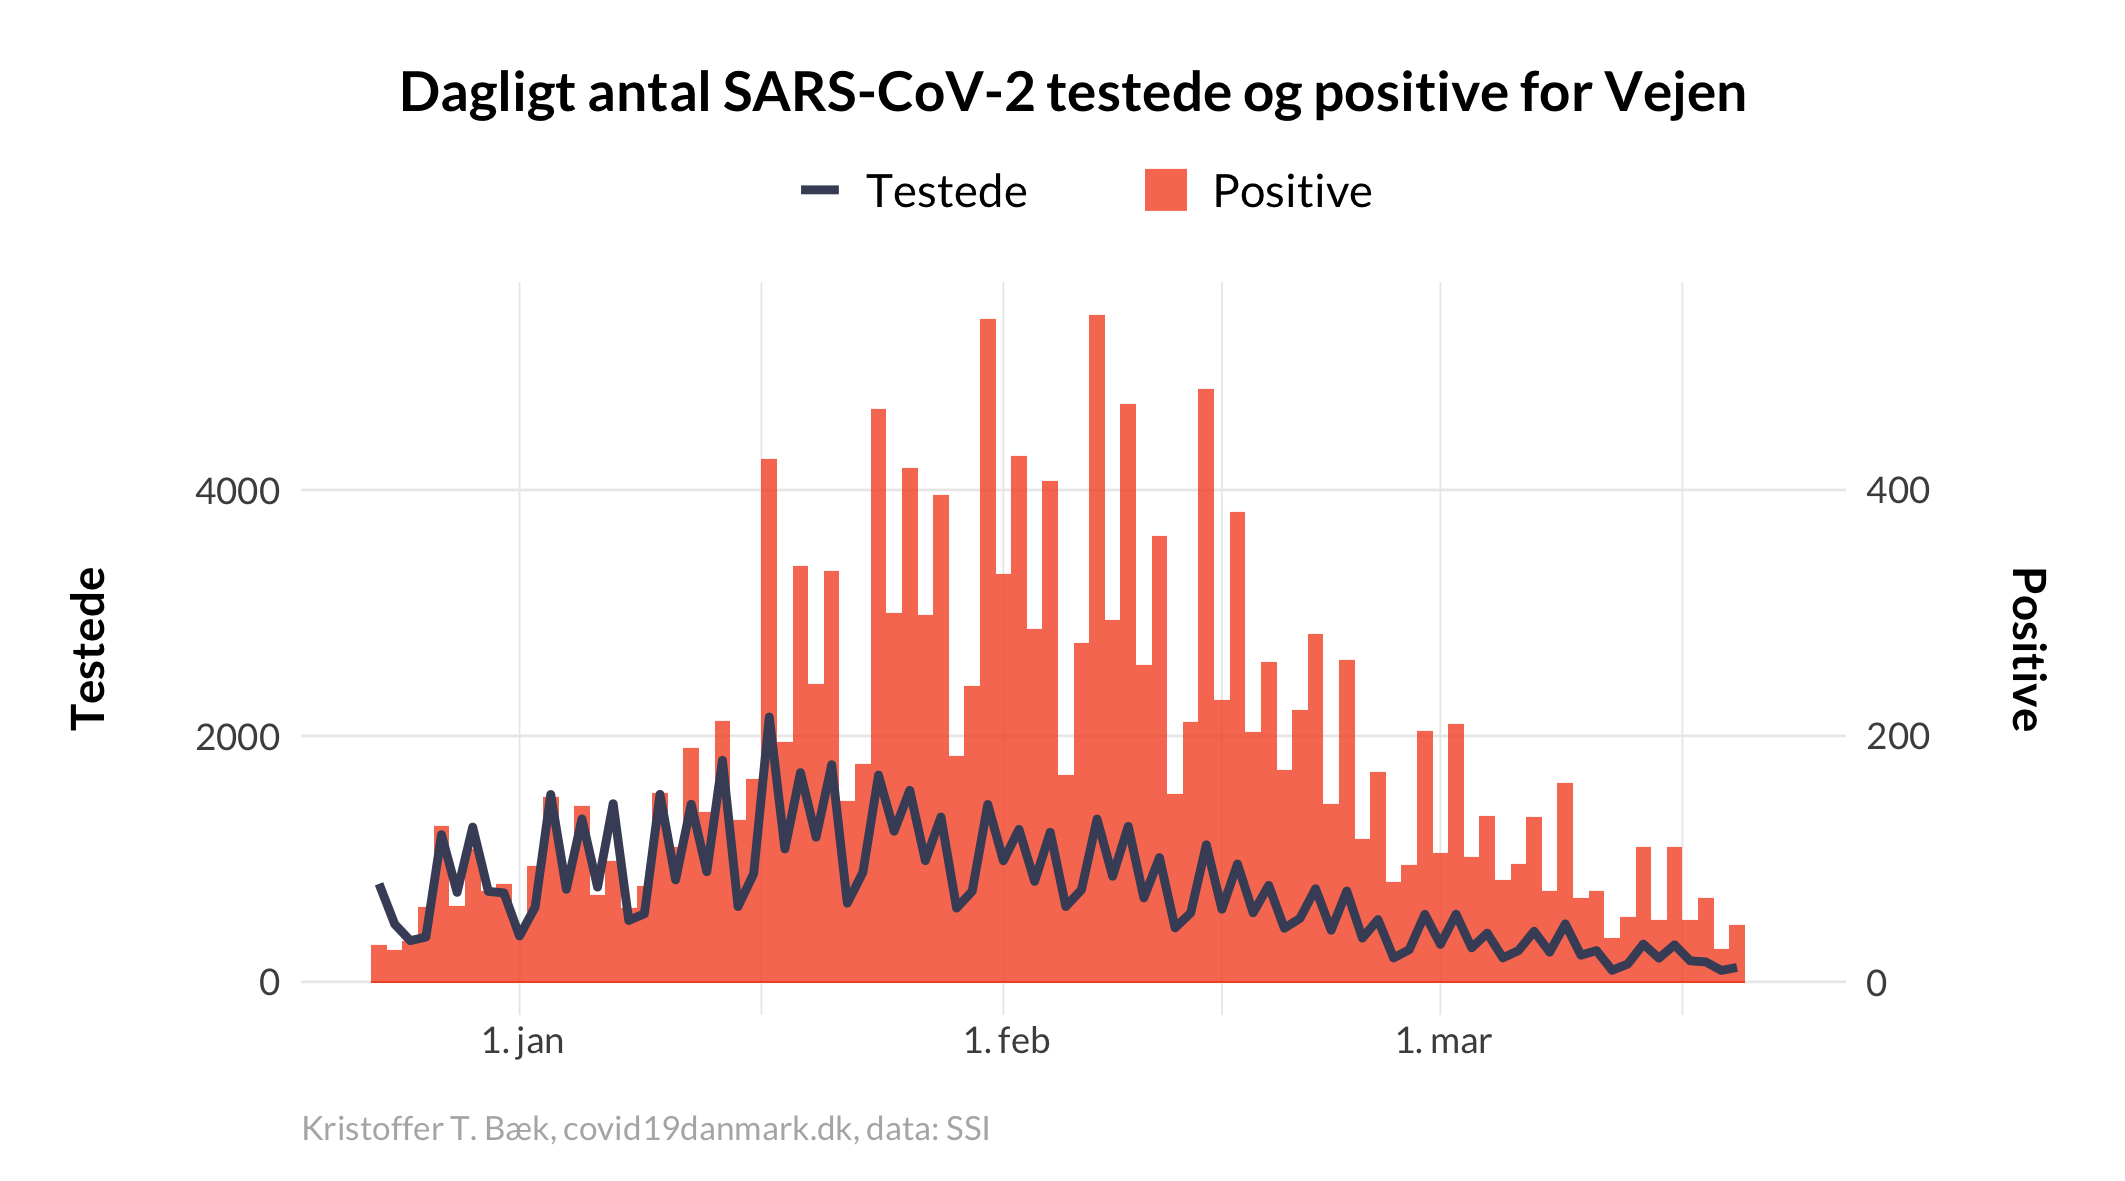 Dagligt antal SARS-CoV-2 testede og positive for Vejen
Testede
Positive
4000
2000
0
Testede
400
200
0
Positive
1. jan
1. feb
1. mar
Kristoffer T. Bæk, covid19danmark.dk, data: SSI